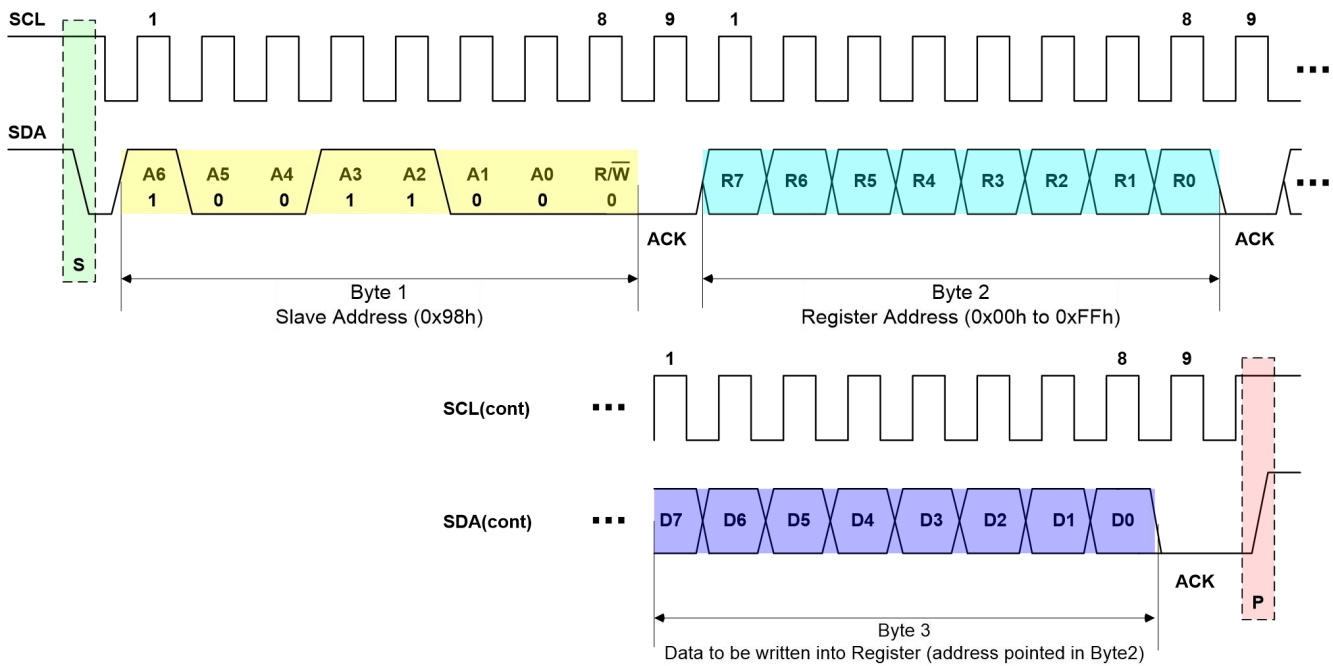 SCL 1 8 9 1 8 9
SDA
A6 A5 A4 A3 A2 A1 A0 R/W̅ R7 R6 R5 R4 R3 R2 R1 R0
1 0 0 1 1 0 0 0
ACK ACK
S
Byte 1 Byte 2
Slave Address (0x98h) Register Address (0x00h to 0xFFh)
1 8 9
SCL(cont)
SDA(cont) D7 D6 D5 D4 D3 D2 D1 D0
ACK
P
Byte 3
Data to be written into Register (address pointed in Byte2)